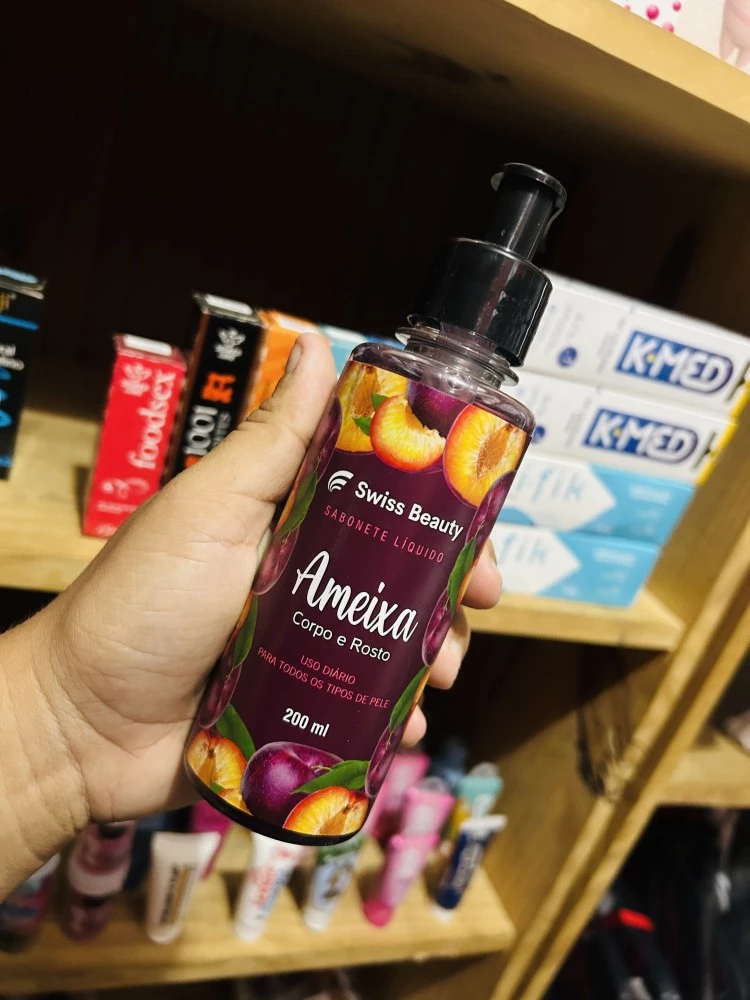 Swiss Beauty
SABONETE LÍQUIDO
Ameixa
Corpo e Rosto
USO DIÁRIO
PARA TODOS OS TIPOS DE PELE
200 ml
foodsex
1001
K-MED
K-MED